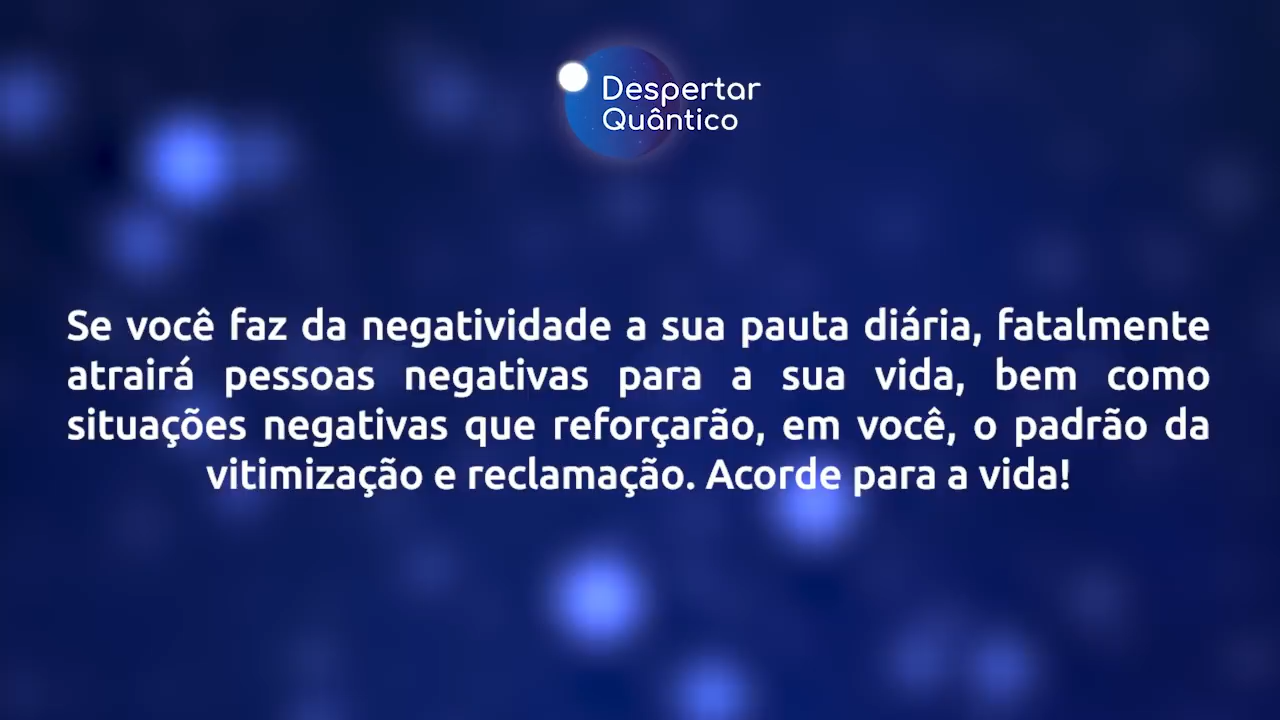 Despertar
Quântico
Se você faz da negatividade a sua pauta diária, fatalmente
atrairá pessoas negativas para a sua vida, bem como
situações negativas que reforçarão, em você, o padrão da
vitimização e reclamação. Acorde para a vida!